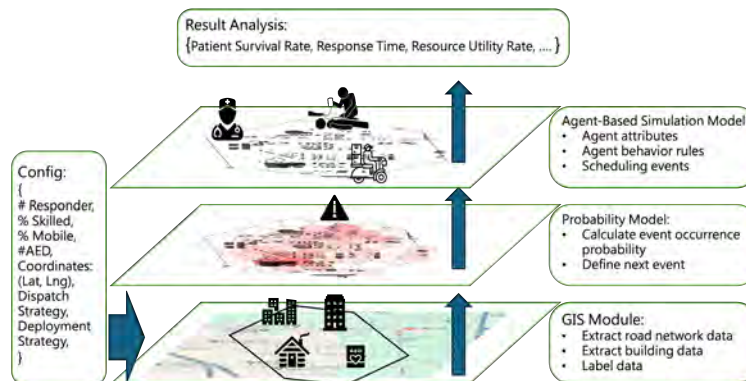 Result Analysis:
{Patient Survival Rate, Response Time, Resource Utility Rate, .... }
Agent-Based Simulation Model
• Agent attributes
• Agent behavior rules
• Scheduling events
Config:
{
# Responder,
% Skilled,
% Mobile,
#AED,
Coordinates:
(Lat, Lng),
Dispatch
Strategy,
Deployment
Strategy,
}
Probability Model:
• Calculate event occurrence
probability
• Define next event
GIS Module:
• Extract road network data
• Extract building data
• Label data